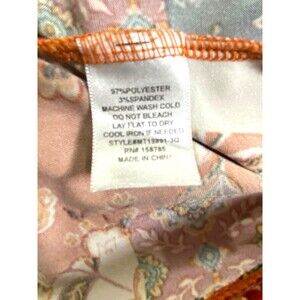 97%POLYESTER
3%SPANDEX
MACHINE WASH COLD
DO NOT BLEACH
LAY FLAT TO DRY
COOL IRON IF NEEDED
RN# 158785
MADE IN CHINA